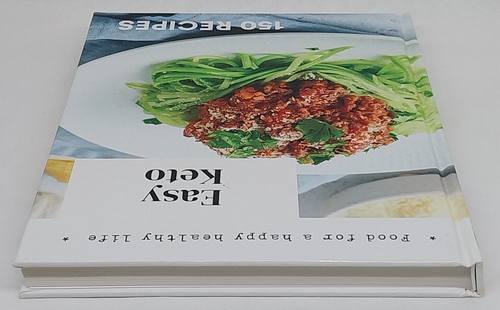 * Food for a happy healthy life *
Easy
Keto
150 RECIPES